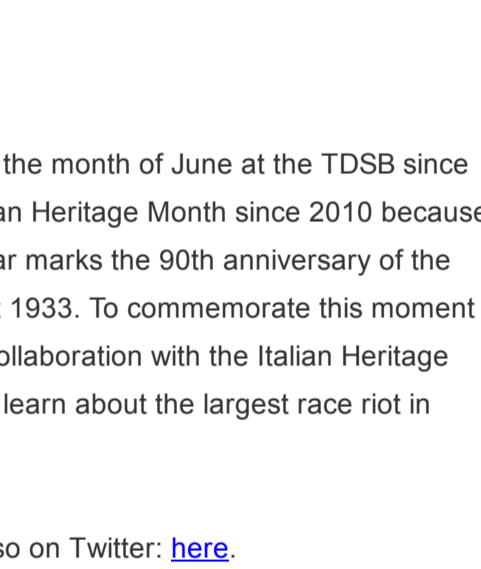 the month of June at the TDSB since
an Heritage Month since 2010 because
ar marks the 90th anniversary of the
1933. To commemorate this moment
ollaboration with the Italian Heritage
learn about the largest race riot in
so on Twitter: here.